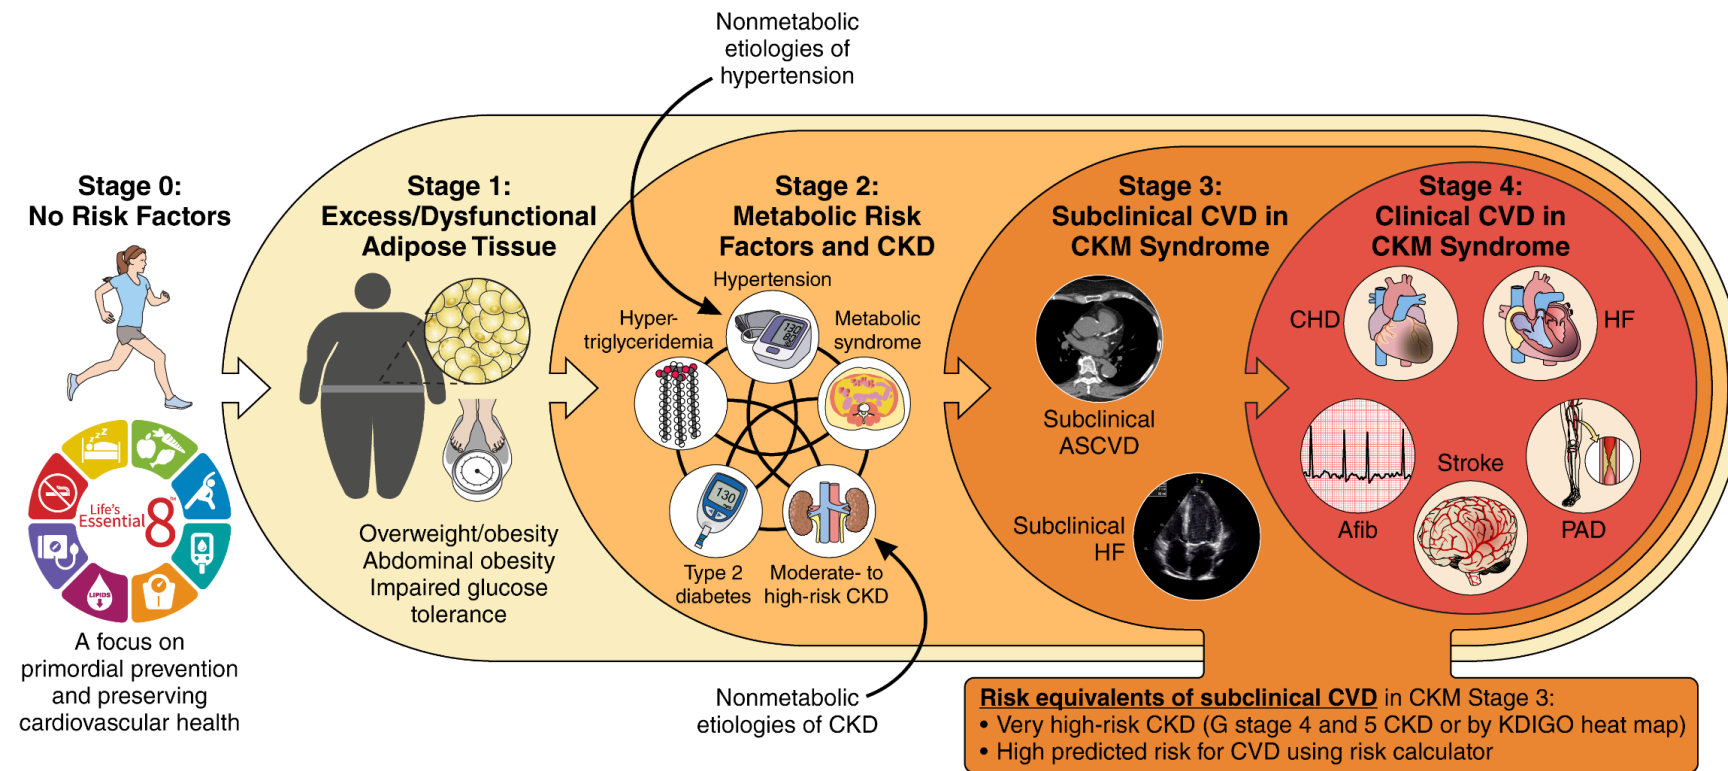 Nonmetabolic
etiologies of
hypertension
Stage 0:
No Risk Factors
Life's
Essential 8™
LIPIDS
A focus on
primordial prevention
and preserving
cardiovascular health
Stage 1:
Excess/Dysfunctional
Adipose Tissue
Overweight/obesity
Abdominal obesity
Impaired glucose
tolerance
Stage 2:
Metabolic Risk
Factors and CKD
Hypertension
130
80
Hyper-
triglyceridemia
Metabolic
syndrome
130
Type 2
diabetes
Moderate- to
high-risk CKD
Nonmetabolic
etiologies of CKD
Stage 3:
Subclinical CVD in
CKM Syndrome
Subclinical
ASCVD
Subclinical
HF
Stage 4:
Clinical CVD in
CKM Syndrome
CHD
HF
Afib
Stroke
PAD
Risk equivalents of subclinical CVD in CKM Stage 3:
• Very high-risk CKD (G stage 4 and 5 CKD or by KDIGO heat map)
• High predicted risk for CVD using risk calculator